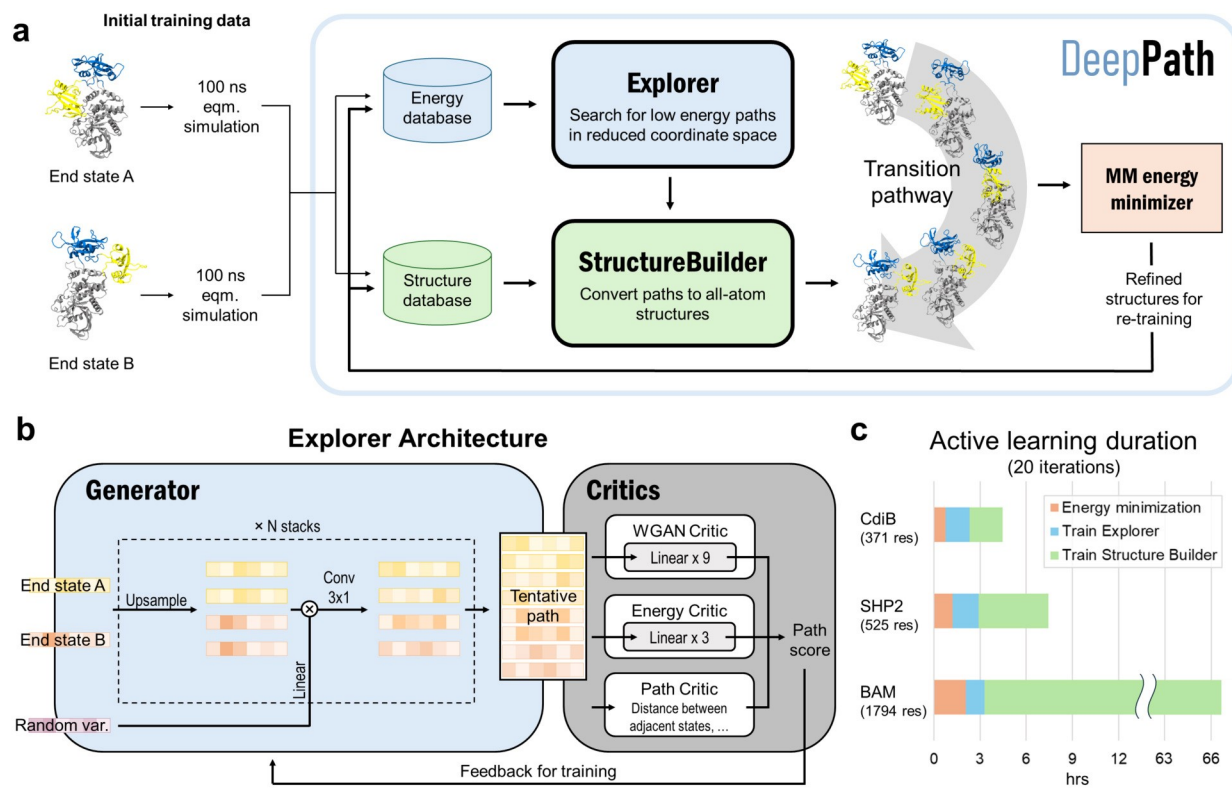 a
Initial training data
End state A
100 ns
eqm.
simulation
End state B
100 ns
eqm.
simulation
DeepPath
Energy
database
Explorer
Search for low energy paths
in reduced coordinate space
Structure
database
StructureBuilder
Convert paths to all-atom
structures
Transition
pathway
MM energy
minimizer
Refined
structures for
re-training
b
Explorer Architecture
Generator
× N stacks
End state A
End state B
Upsample
Conv
3x1
Linear
Random var.
Tentative
path
Critics
WGAN Critic
Linear x 9
Energy Critic
Linear x 3
Path Critic
Distance between
adjacent states, ...
Path
score
Feedback for training
c
Active learning duration
(20 iterations)
Energy minimization
Train Explorer
Train Structure Builder
CdiB
(371 res)
SHP2
(525 res)
BAM
(1794 res)
0 3 6 9 12 63 66
hrs